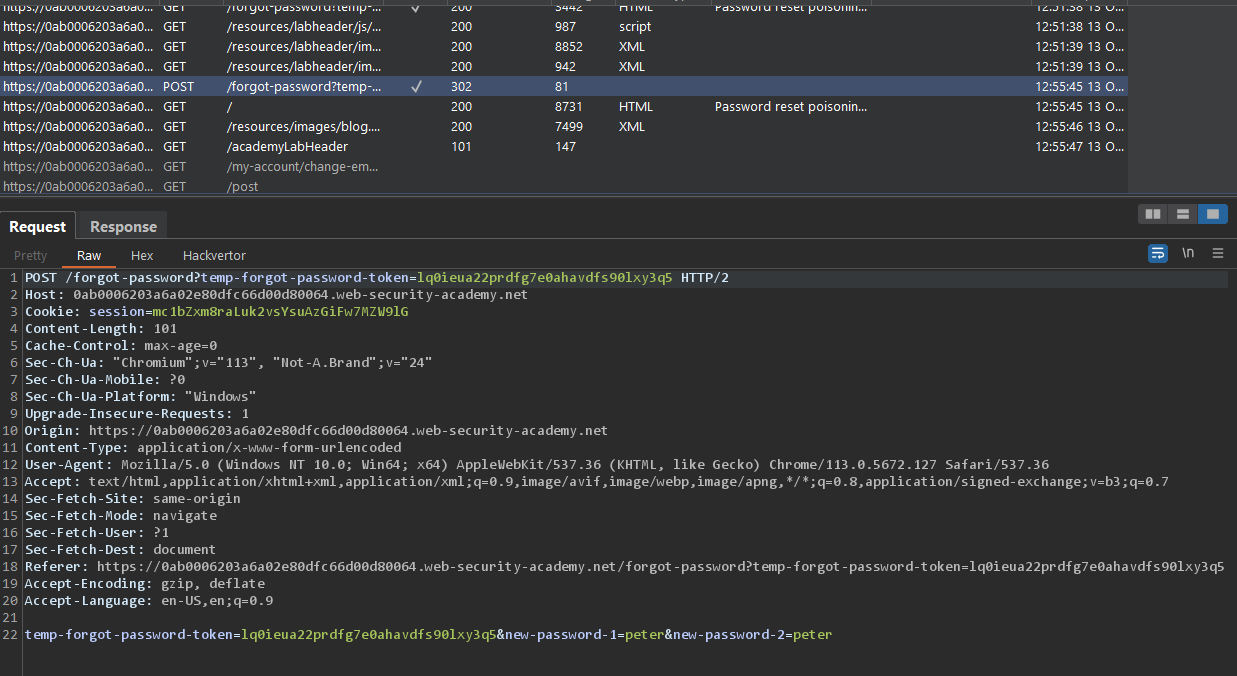 https://0ab0006203a6a0... GET /forgot-password?temp-... ✓ 200 3442 HTML Password reset poisonin... 12:51:38 13 O...
https://0ab0006203a6a0... GET /resources/labheader/js/... 200 987 script 12:51:38 13 O...
https://0ab0006203a6a0... GET /resources/labheader/im... 200 8852 XML 12:51:39 13 O...
https://0ab0006203a6a0... GET /resources/labheader/im... 200 942 XML 12:51:39 13 O...
https://0ab0006203a6a0... POST /forgot-password?temp-... ✓ 302 81 12:55:45 13 O...
https://0ab0006203a6a0... GET / 200 8731 HTML Password reset poisonin... 12:55:45 13 O...
https://0ab0006203a6a0... GET /resources/images/blog.... 200 7499 XML 12:55:46 13 O...
https://0ab0006203a6a0... GET /academyLabHeader 101 147 12:55:47 13 O...
https://0ab0006203a6a0... GET /my-account/change-em...
https://0ab0006203a6a0... GET /post
Request Response
Pretty Raw Hex Hackvertor \n
1 POST /forgot-password?temp-forgot-password-token=lq0ieua22prdfg7e0ahavdfs90lxy3q5 HTTP/2
2 Host: 0ab0006203a6a02e80dfc66d00d80064.web-security-academy.net
3 Cookie: session=mc1bZxm8raLuk2vsYsuAzGiFw7MZW9lG
4 Content-Length: 101
5 Cache-Control: max-age=0
6 Sec-Ch-Ua: "Chromium";v="113", "Not-A.Brand";v="24"
7 Sec-Ch-Ua-Mobile: ?0
8 Sec-Ch-Ua-Platform: "Windows"
9 Upgrade-Insecure-Requests: 1
10 Origin: https://0ab0006203a6a02e80dfc66d00d80064.web-security-academy.net
11 Content-Type: application/x-www-form-urlencoded
12 User-Agent: Mozilla/5.0 (Windows NT 10.0; Win64; x64) AppleWebKit/537.36 (KHTML, like Gecko) Chrome/113.0.5672.127 Safari/537.36
13 Accept: text/html,application/xhtml+xml,application/xml;q=0.9,image/avif,image/webp,image/apng,*/*;q=0.8,application/signed-exchange;v=b3;q=0.7
14 Sec-Fetch-Site: same-origin
15 Sec-Fetch-Mode: navigate
16 Sec-Fetch-User: ?1
17 Sec-Fetch-Dest: document
18 Referer: https://0ab0006203a6a02e80dfc66d00d80064.web-security-academy.net/forgot-password?temp-forgot-password-token=lq0ieua22prdfg7e0ahavdfs90lxy3q5
19 Accept-Encoding: gzip, deflate
20 Accept-Language: en-US,en;q=0.9
21
22 temp-forgot-password-token=lq0ieua22prdfg7e0ahavdfs90lxy3q5&new-password-1=peter&new-password-2=peter